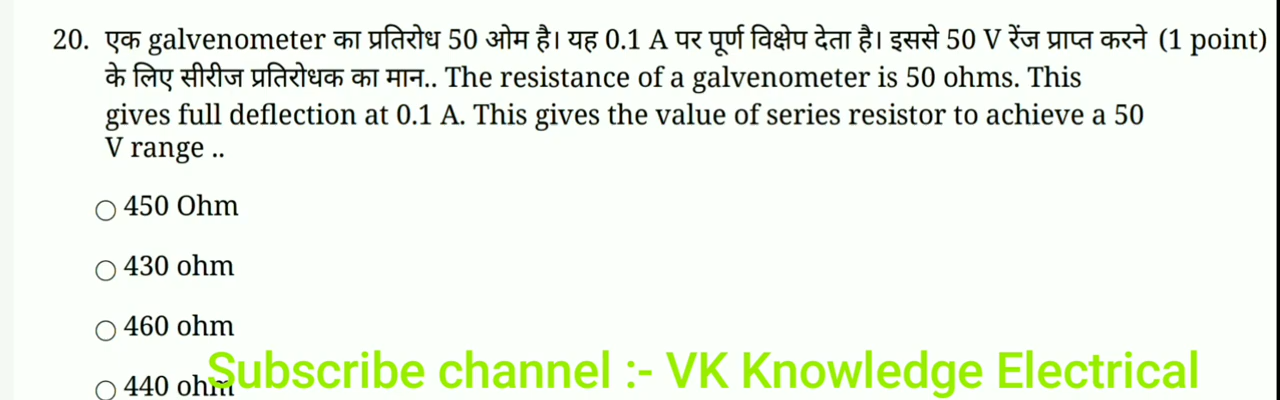 20. एक galvenometer का प्रतिरोध 50 ओम है। यह 0.1 A पर पूर्ण विक्षेप देता है। इससे 50 V रेंज प्राप्त करने (1 point)
के लिए सीरीज प्रतिरोधक का मान.. The resistance of a galvenometer is 50 ohms. This
gives full deflection at 0.1 A. This gives the value of series resistor to achieve a 50
V range ..
450 Ohm
430 ohm
460 ohm
440 ohm
Subscribe channel :- VK Knowledge Electrical